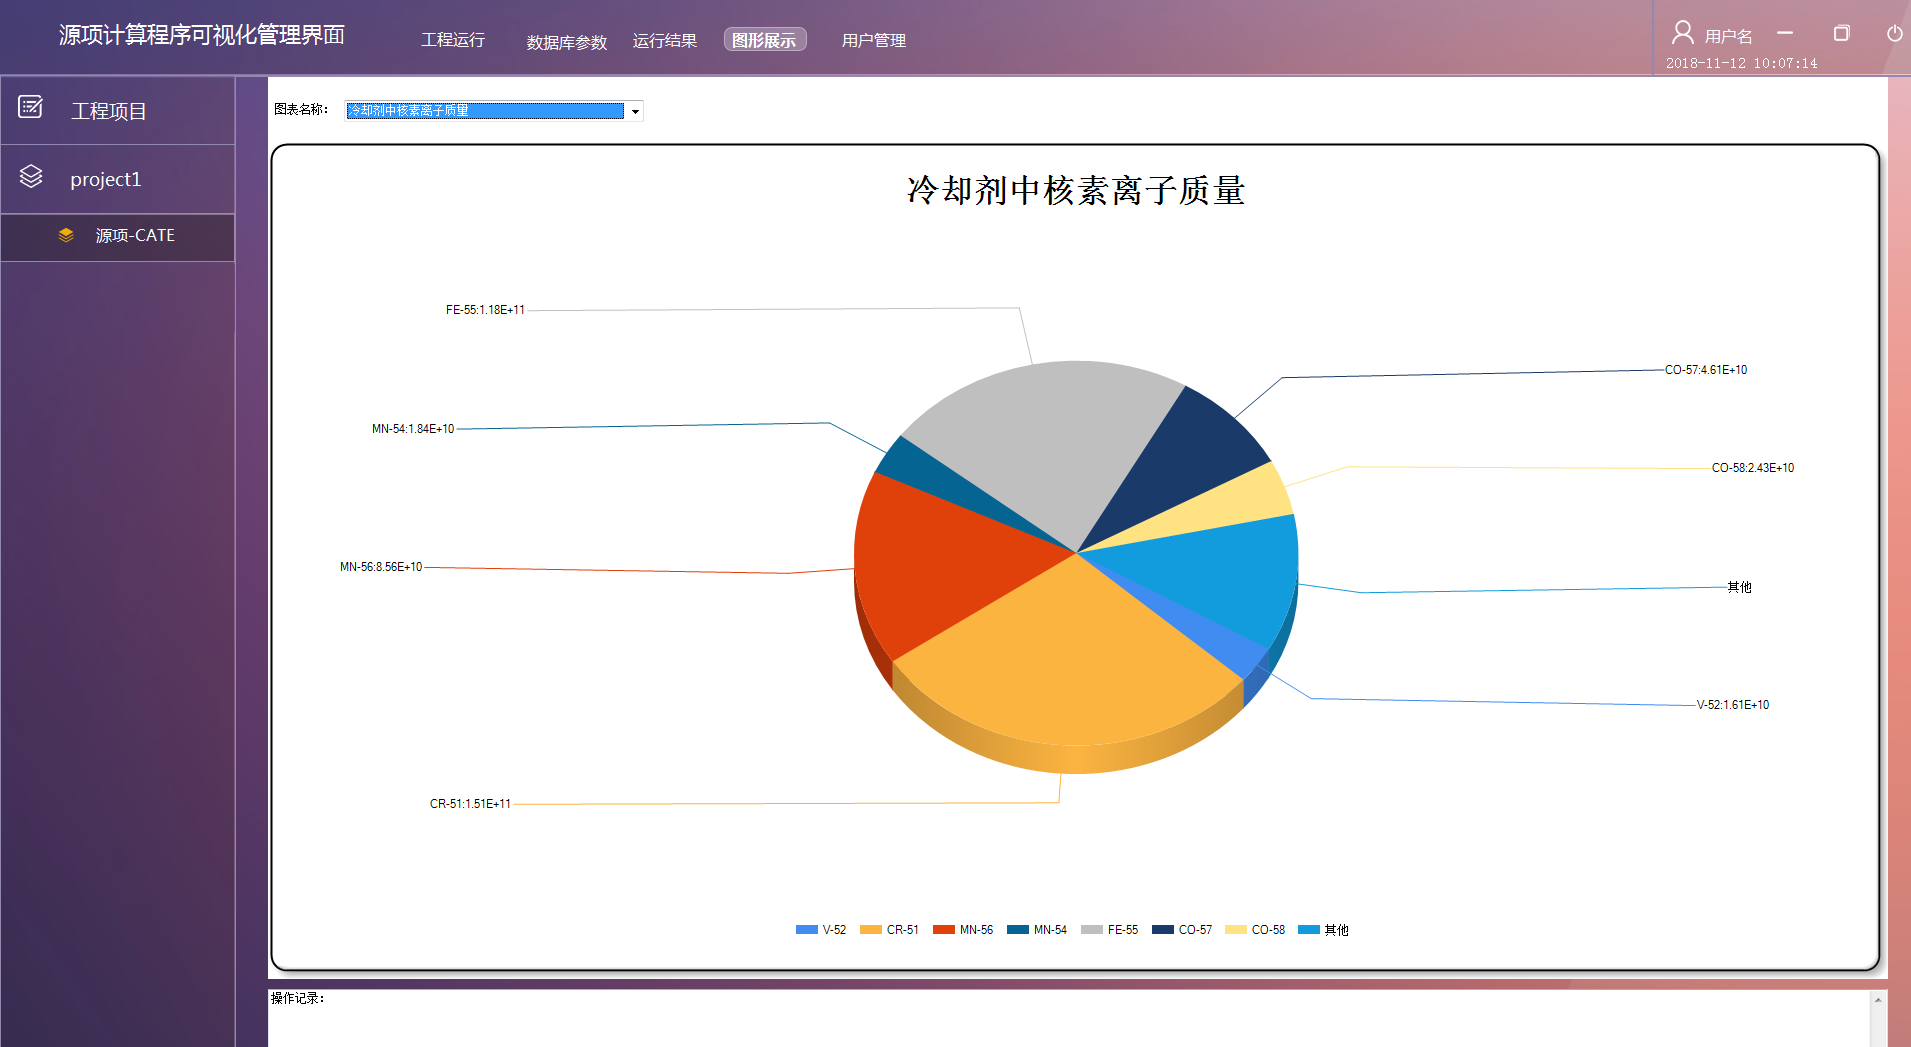 源项计算程序可视化管理界面
工程运行
数据库参数
运行结果
图形展示
用户管理
用户名
2018-11-12 10:07:14
工程项目
project1
源项-CATE
图表名称：
冷却剂中核素离子质量
冷却剂中核素离子质量
FE-55:1.18E+11
CO-57:4.61E+10
MN-54:1.84E+10
CO-58:2.43E+10
MN-56:8.56E+10
其他
V-52:1.61E+10
CR-51:1.51E+11
V-52
CR-51
MN-56
MN-54
FE-55
CO-57
CO-58
其他
操作记录：